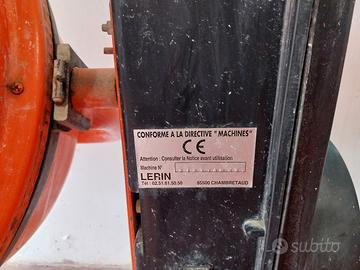 CONFORME A LA DIRECTIVE "MACHINES"
CE
Attention : Consulter la Notice avant utilisation
Machine N°
LERIN
Tél : 02.51.61.50.59 85500 CHAMBRETAUD
subito